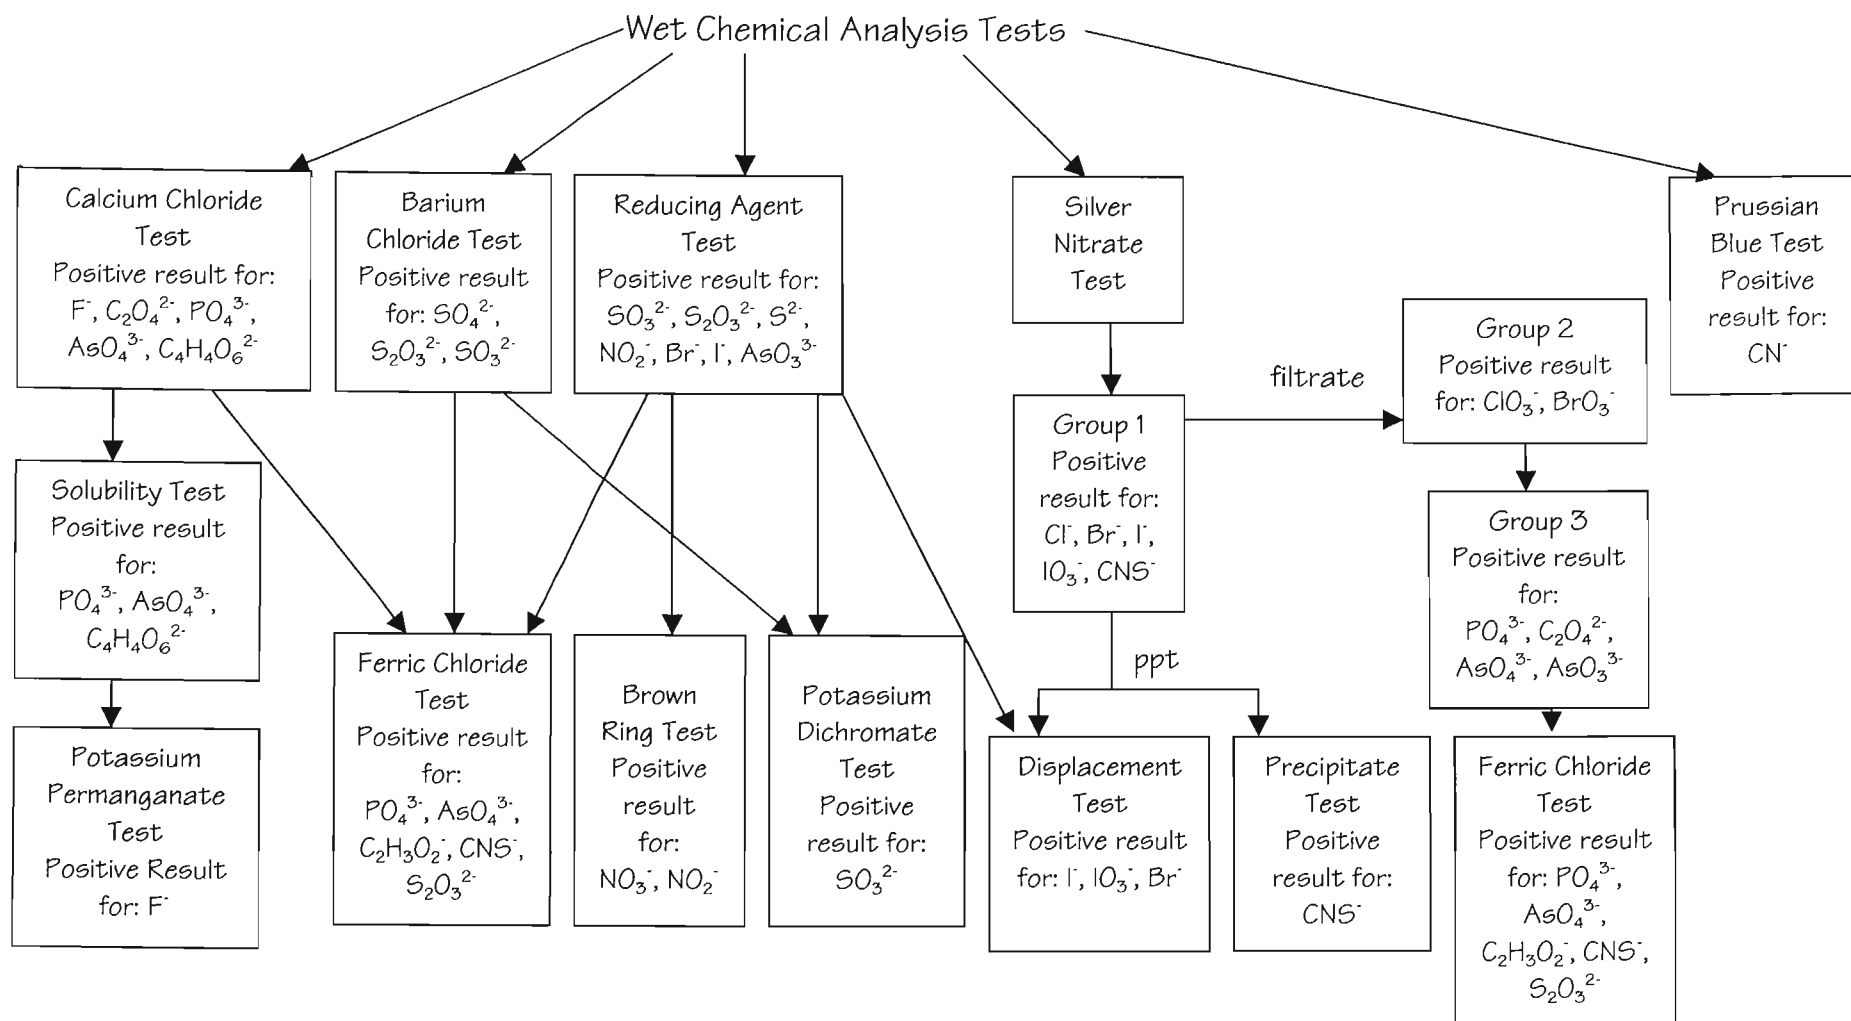 Wet Chemical Analysis Tests
Calcium Chloride
Test
Positive result for:
F⁻, C₂O₄²⁻, PO₄³⁻,
AsO₄³⁻, C₄H₄O₆²⁻
Barium
Chloride Test
Positive result
for: SO₄²⁻,
S₂O₃²⁻, SO₃²⁻
Reducing Agent
Test
Positive result for:
SO₃²⁻, S₂O₃²⁻, S²⁻,
NO₂⁻, Br⁻, I⁻, AsO₃³⁻
Silver
Nitrate
Test
Prussian
Blue Test
Positive
result for:
CN⁻
Group 1
Positive
result for:
Cl⁻, Br⁻, I⁻,
IO₃⁻, CNS⁻
filtrate
Group 2
Positive result
for: ClO₃⁻, BrO₃⁻
Group 3
Positive result
for:
PO₄³⁻, C₂O₄²⁻,
AsO₄³⁻, AsO₃³⁻
ppt
Solubility Test
Positive result
for:
PO₄³⁻, AsO₄³⁻,
C₄H₄O₆²⁻
Potassium
Permanganate
Test
Positive Result
for: F⁻
Ferric Chloride
Test
Positive result
for:
PO₄³⁻, AsO₄³⁻,
C₂H₃O₂⁻, CNS⁻,
S₂O₃²⁻
Brown
Ring Test
Positive
result
for:
NO₃⁻, NO₂⁻
Potassium
Dichromate
Test
Positive
result for:
SO₃²⁻
Displacement
Test
Positive result
for: I⁻, IO₃⁻, Br⁻
Precipitate
Test
Positive
result for:
CNS⁻
Ferric Chloride
Test
Positive result
for: PO₄³⁻,
AsO₄³⁻,
C₂H₃O₂⁻, CNS⁻,
S₂O₃²⁻